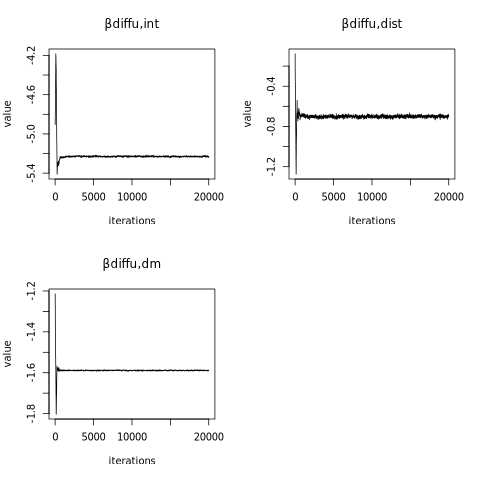 βdiffu,int
βdiffu,dist
value
-5.4 -5.0 -4.6 -4.2
0 5000 10000 20000
iterations
value
-1.2 -0.8 -0.4
0 5000 10000 20000
iterations
βdiffu,dm
value
-1.8 -1.6 -1.4 -1.2
0 5000 10000 20000
iterations